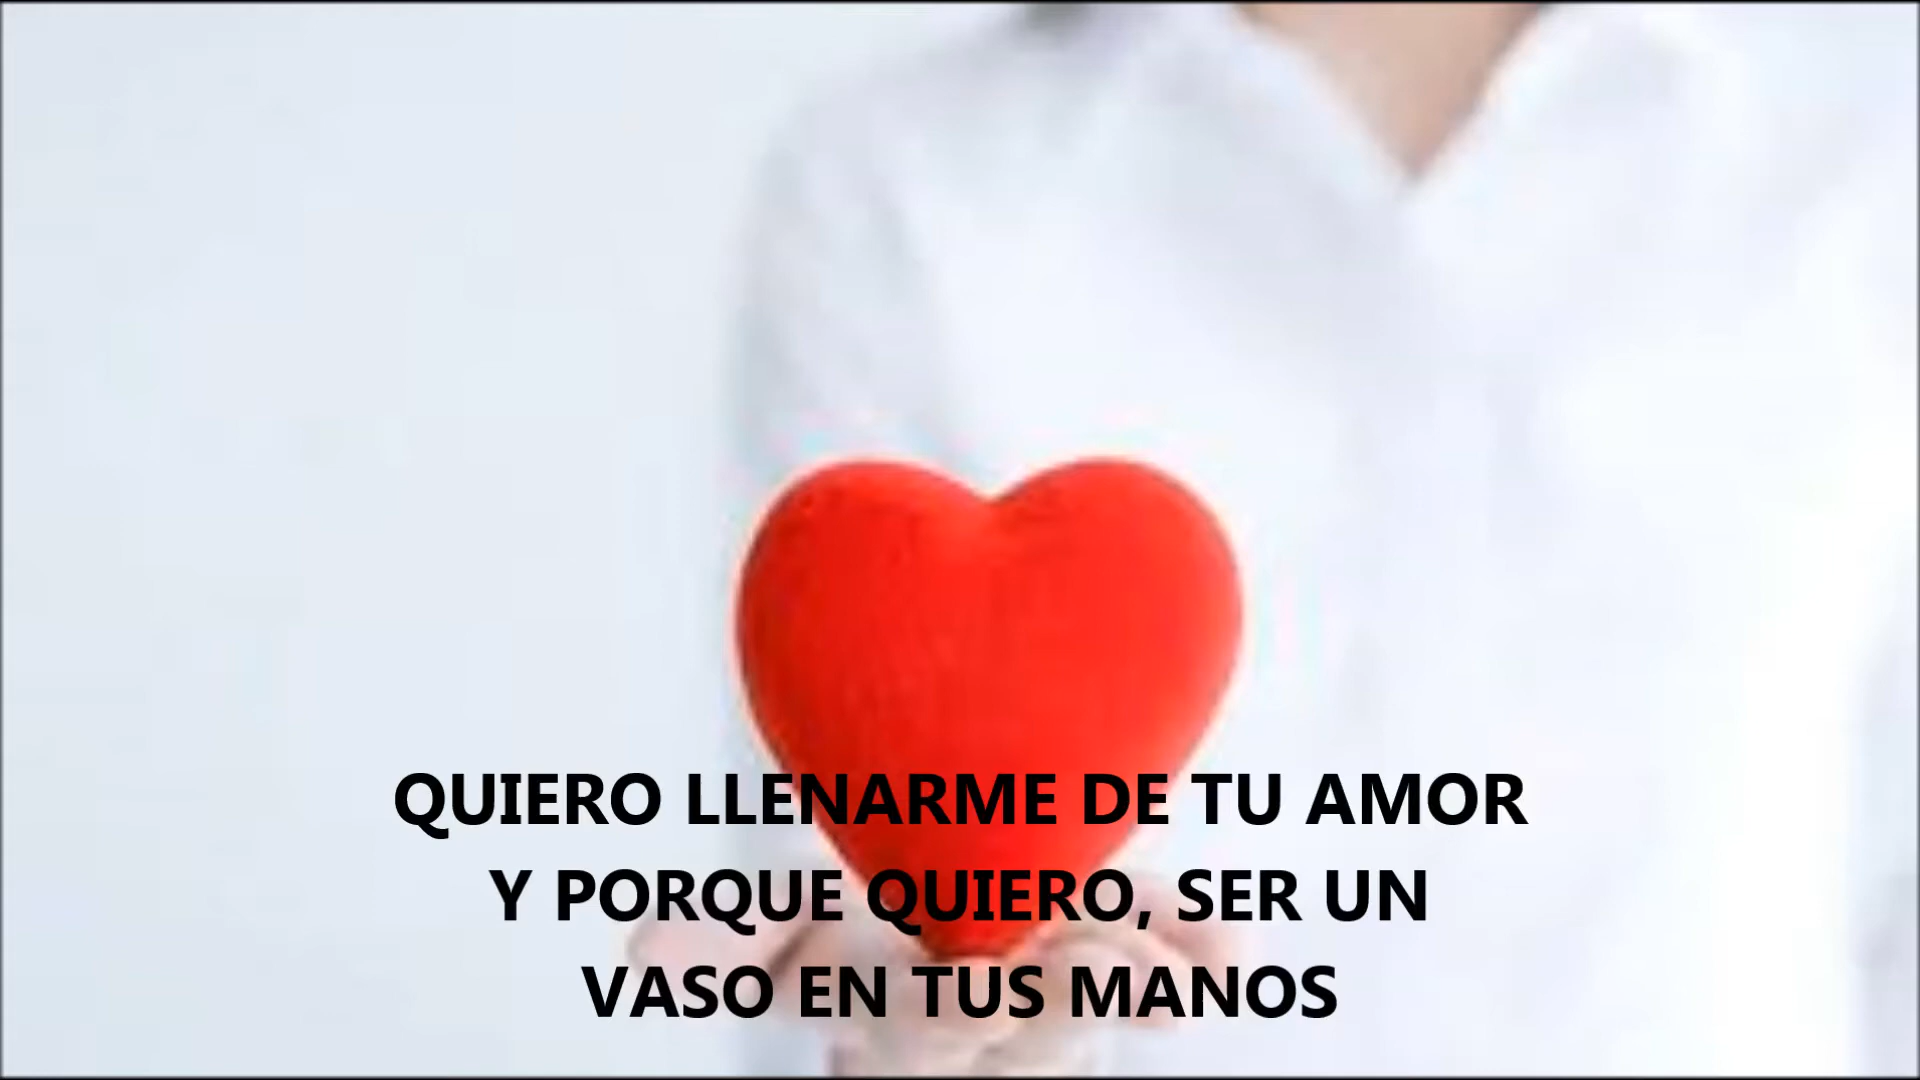 QUIERO LLENARME DE TU AMOR
Y PORQUE QUIERO, SER UN
VASO EN TUS MANOS